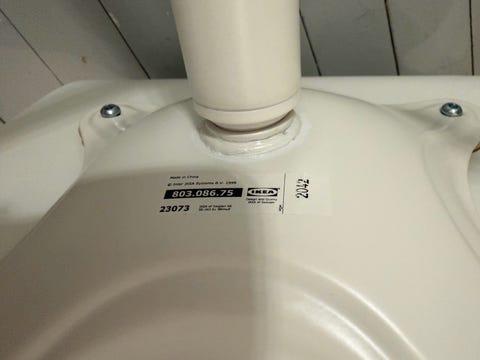 Made in China
© Inter IKEA Systems B.V. 1999
803.086.75
IKEA
Design and Quality
IKEA of Sweden
23073
IKEA of Sweden AB
SE-343 81 Älmhult
2042